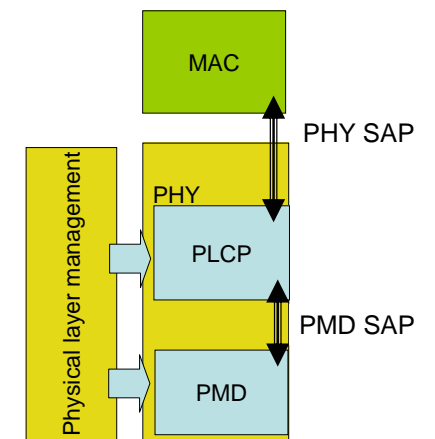 MAC
PHY SAP
PHY
PLCP
PMD SAP
PMD
Physical layer management